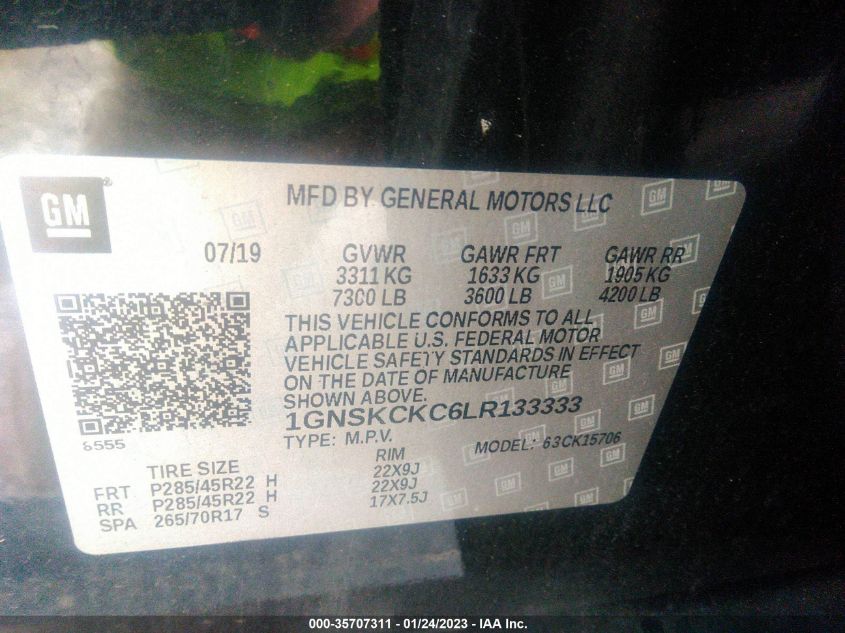 GM
MFD BY GENERAL MOTORS LLC
07/19 GVWR GAWR FRT GAWR RR
3311 KG 1633 KG 1905 KG
7300 LB 3600 LB 4200 LB
THIS VEHICLE CONFORMS TO ALL
APPLICABLE U.S. FEDERAL MOTOR
VEHICLE SAFETY STANDARDS IN EFFECT
ON THE DATE OF MANUFACTURE
SHOWN ABOVE.
1GNSKCKC6LR133333
TYPE: M.P.V. MODEL: 63CK15706
6555
TIRE SIZE RIM
FRT P285/45R22 H 22X9J
RR P285/45R22 H 22X9J
SPA 265/70R17 S 17X7.5J
000-35707311 - 01/24/2023 - IAA Inc.